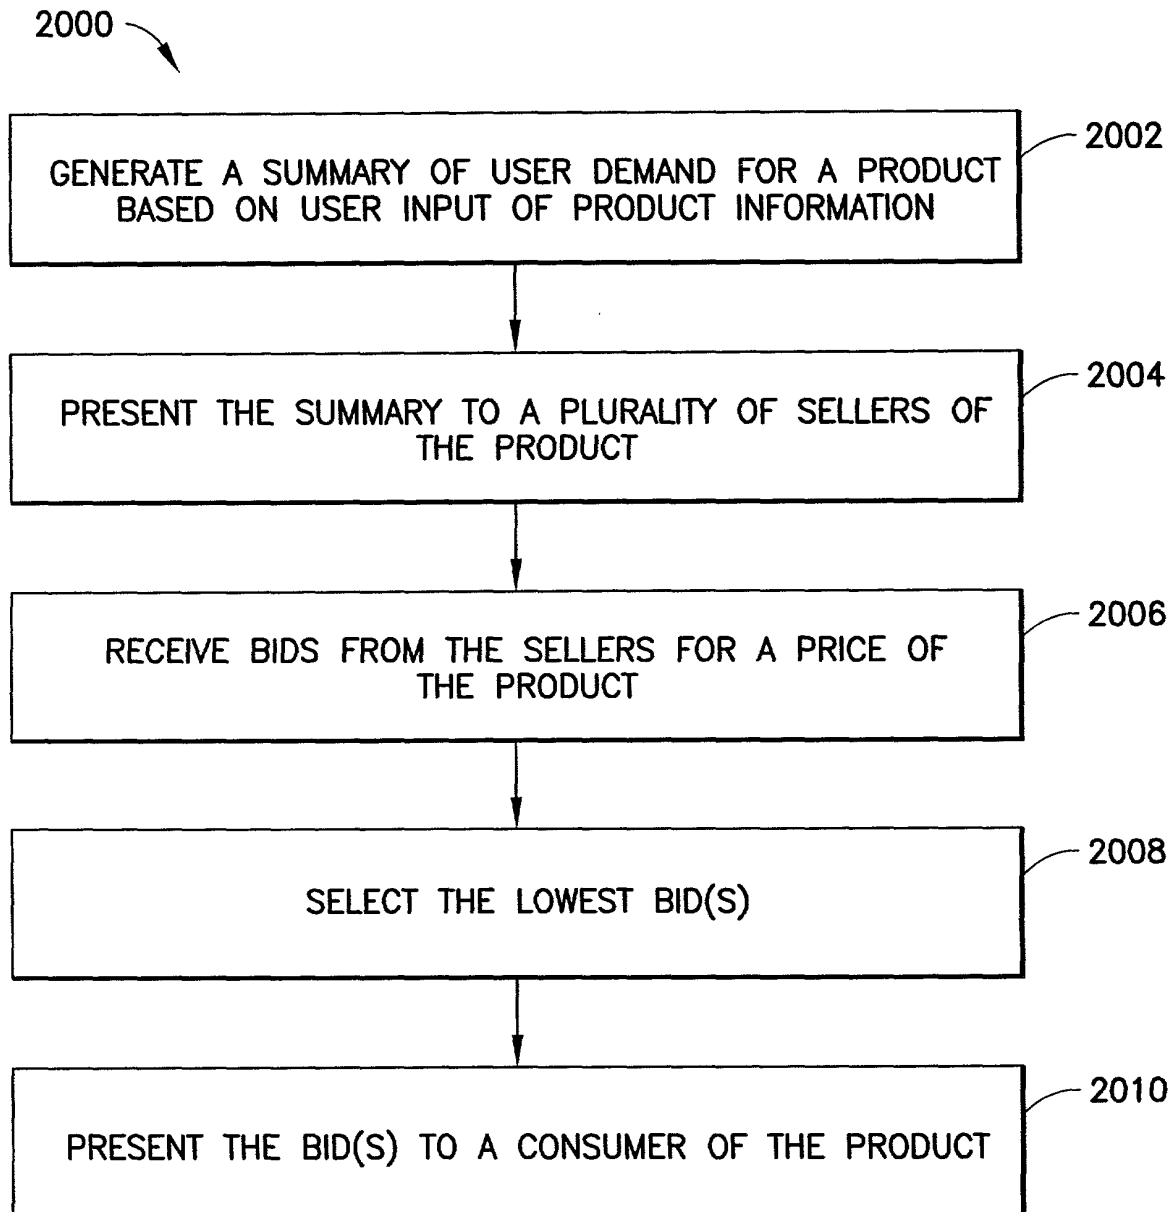 2000
2002
GENERATE A SUMMARY OF USER DEMAND FOR A PRODUCT
BASED ON USER INPUT OF PRODUCT INFORMATION
2004
PRESENT THE SUMMARY TO A PLURALITY OF SELLERS OF
THE PRODUCT
2006
RECEIVE BIDS FROM THE SELLERS FOR A PRICE OF
THE PRODUCT
2008
SELECT THE LOWEST BID(S)
2010
PRESENT THE BID(S) TO A CONSUMER OF THE PRODUCT